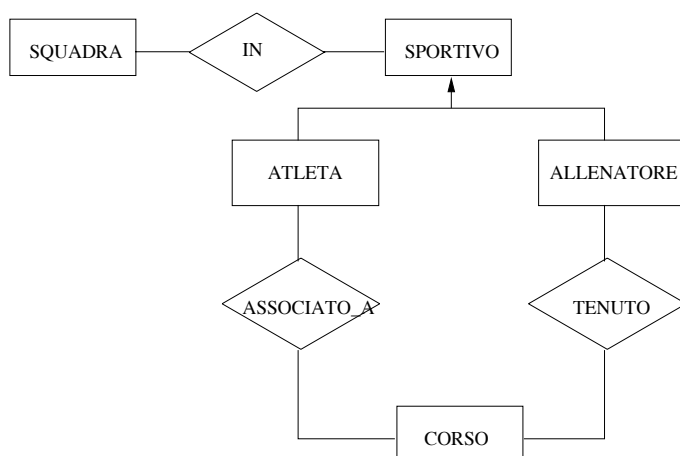 SQUADRA
IN
SPORTIVO
ATLETA
ALLENATORE
ASSOCIATO_A
TENUTO
CORSO